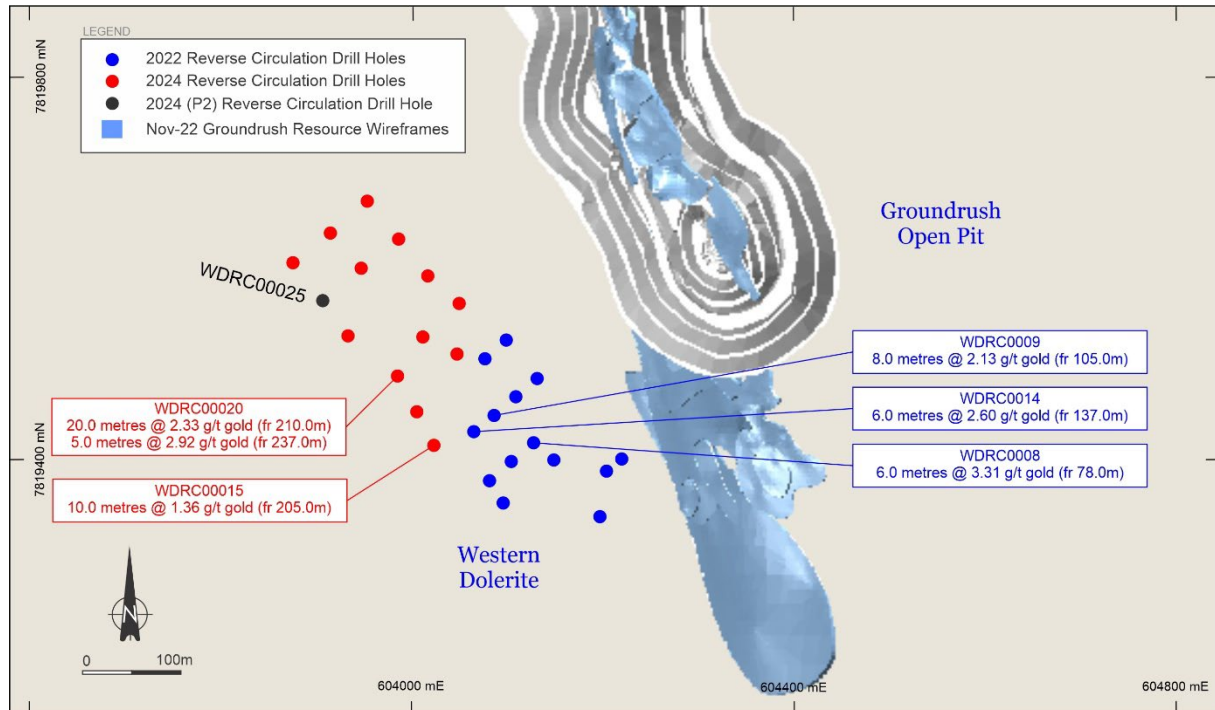 LEGEND
2022 Reverse Circulation Drill Holes
2024 Reverse Circulation Drill Holes
2024 (P2) Reverse Circulation Drill Hole
Nov-22 Groundrush Resource Wireframes
7819800 mN
Groundrush
Open Pit
WDRC00025
WDRC0009
8.0 metres @ 2.13 g/t gold (fr 105.0m)
WDRC0014
6.0 metres @ 2.60 g/t gold (fr 137.0m)
WDRC0008
6.0 metres @ 3.31 g/t gold (fr 78.0m)
WDRC00020
20.0 metres @ 2.33 g/t gold (fr 210.0m)
5.0 metres @ 2.92 g/t gold (fr 237.0m)
7819400 mN
WDRC00015
10.0 metres @ 1.36 g/t gold (fr 205.0m)
Western
Dolerite
N
0 100m
604000 mE
604400 mE
604800 mE